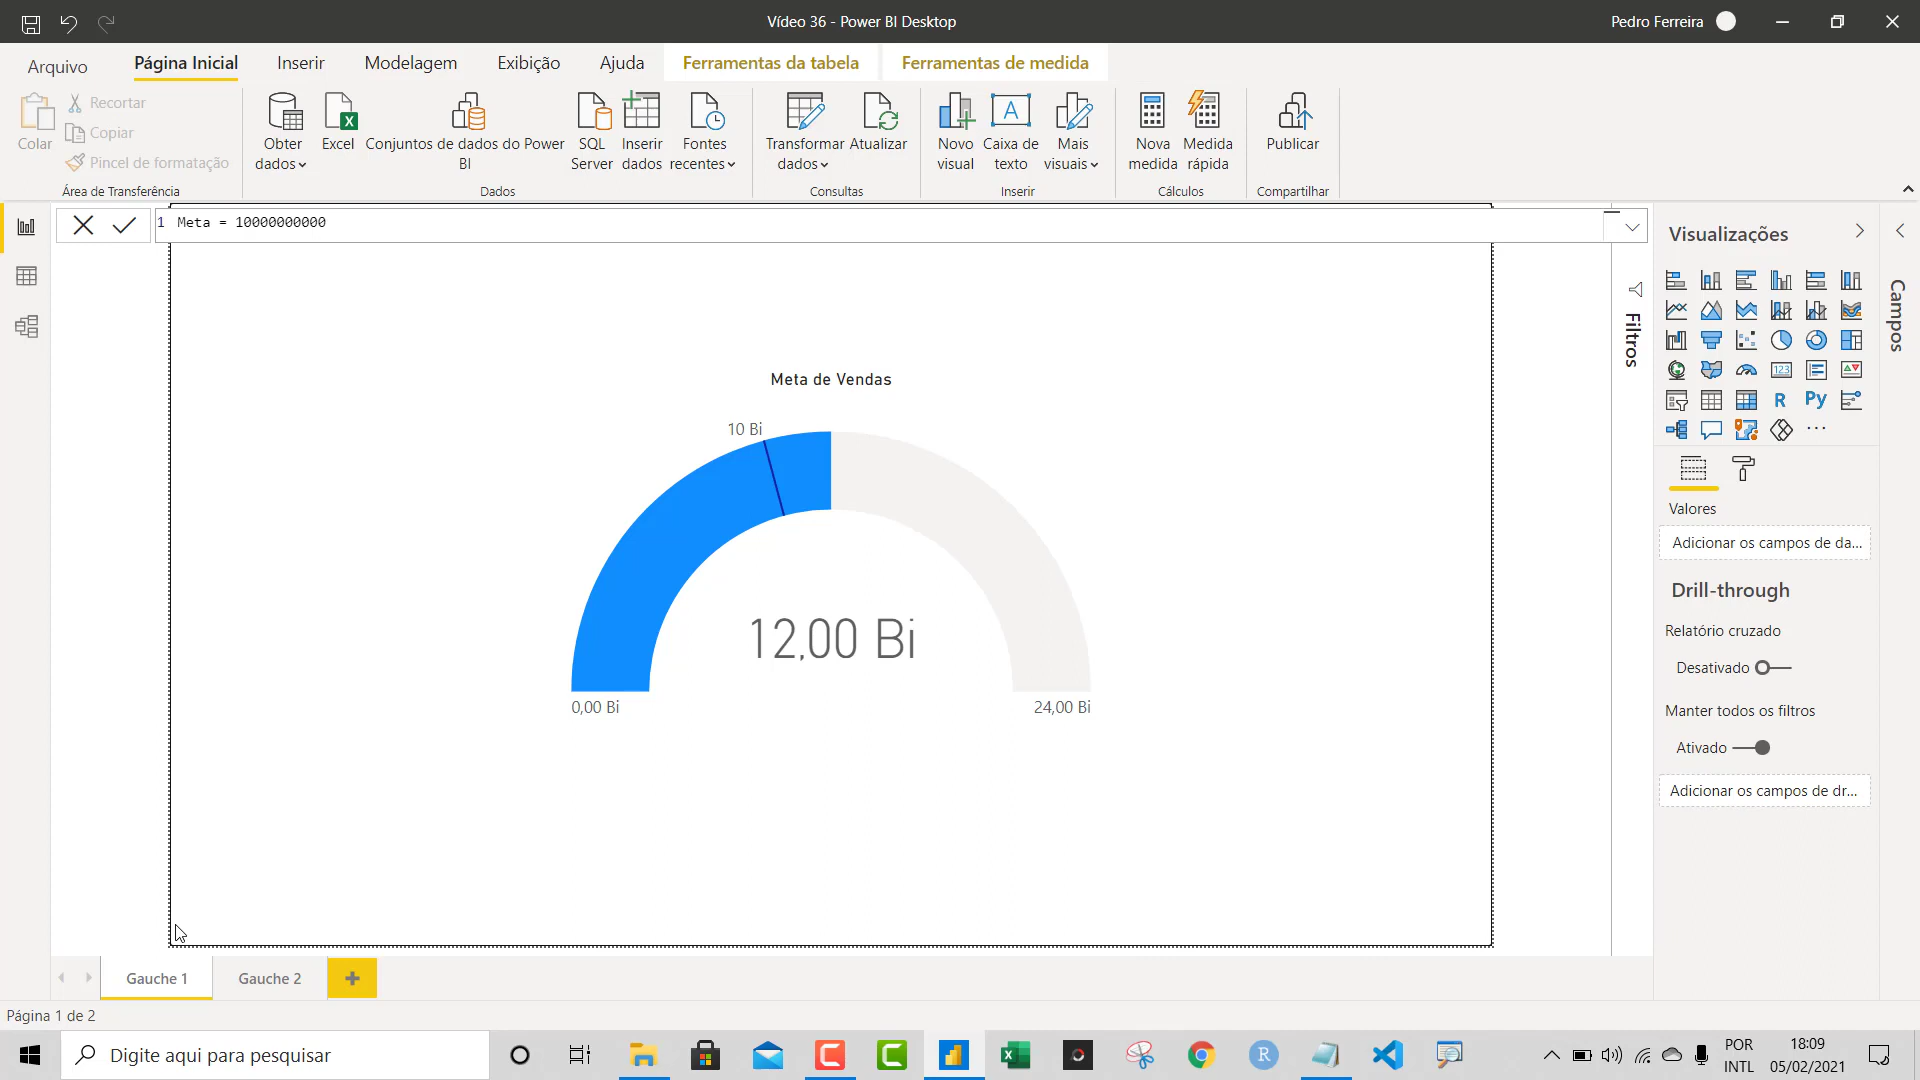 Vídeo 36 - Power BI Desktop
Pedro Ferreira
Arquivo
Página Inicial
Inserir
Modelagem
Exibição
Ajuda
Ferramentas da tabela
Ferramentas de medida
Colar
Recortar
Copiar
Pincel de formatação
Área de Transferência
Obter dados
Excel
Conjuntos de dados do Power BI
SQL Server
Inserir dados
Fontes recentes
Dados
Transformar dados
Atualizar
Consultas
Novo visual
Caixa de texto
A
Mais visuais
Inserir
Nova medida
Medida rápida
Cálculos
Publicar
Compartilhar
1 Meta = 10000000000
Meta de Vendas
10 Bi
12,00 Bi
0,00 Bi
24,00 Bi
Filtros
Visualizações
123
R
Py
...
Valores
Adicionar os campos de da...
Drill-through
Relatório cruzado
Desativado
Manter todos os filtros
Ativado
Adicionar os campos de dr...
Campos
Gauche 1
Gauche 2
+
Página 1 de 2
Digite aqui para pesquisar
POR
INTL
18:09
05/02/2021